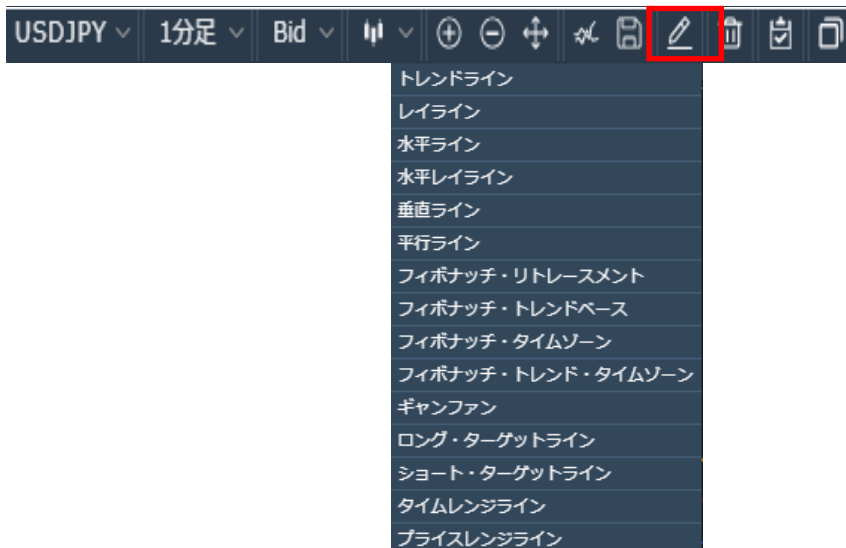 USDJPY 1分足 Bid
トレンドライン
レイライン
水平ライン
水平レイライン
垂直ライン
平行ライン
フィボナッチ・リトレースメント
フィボナッチ・トレンドベース
フィボナッチ・タイムゾーン
フィボナッチ・トレンド・タイムゾーン
ギャンファン
ロング・ターゲットライン
ショート・ターゲットライン
タイムレンジライン
プライスレンジライン